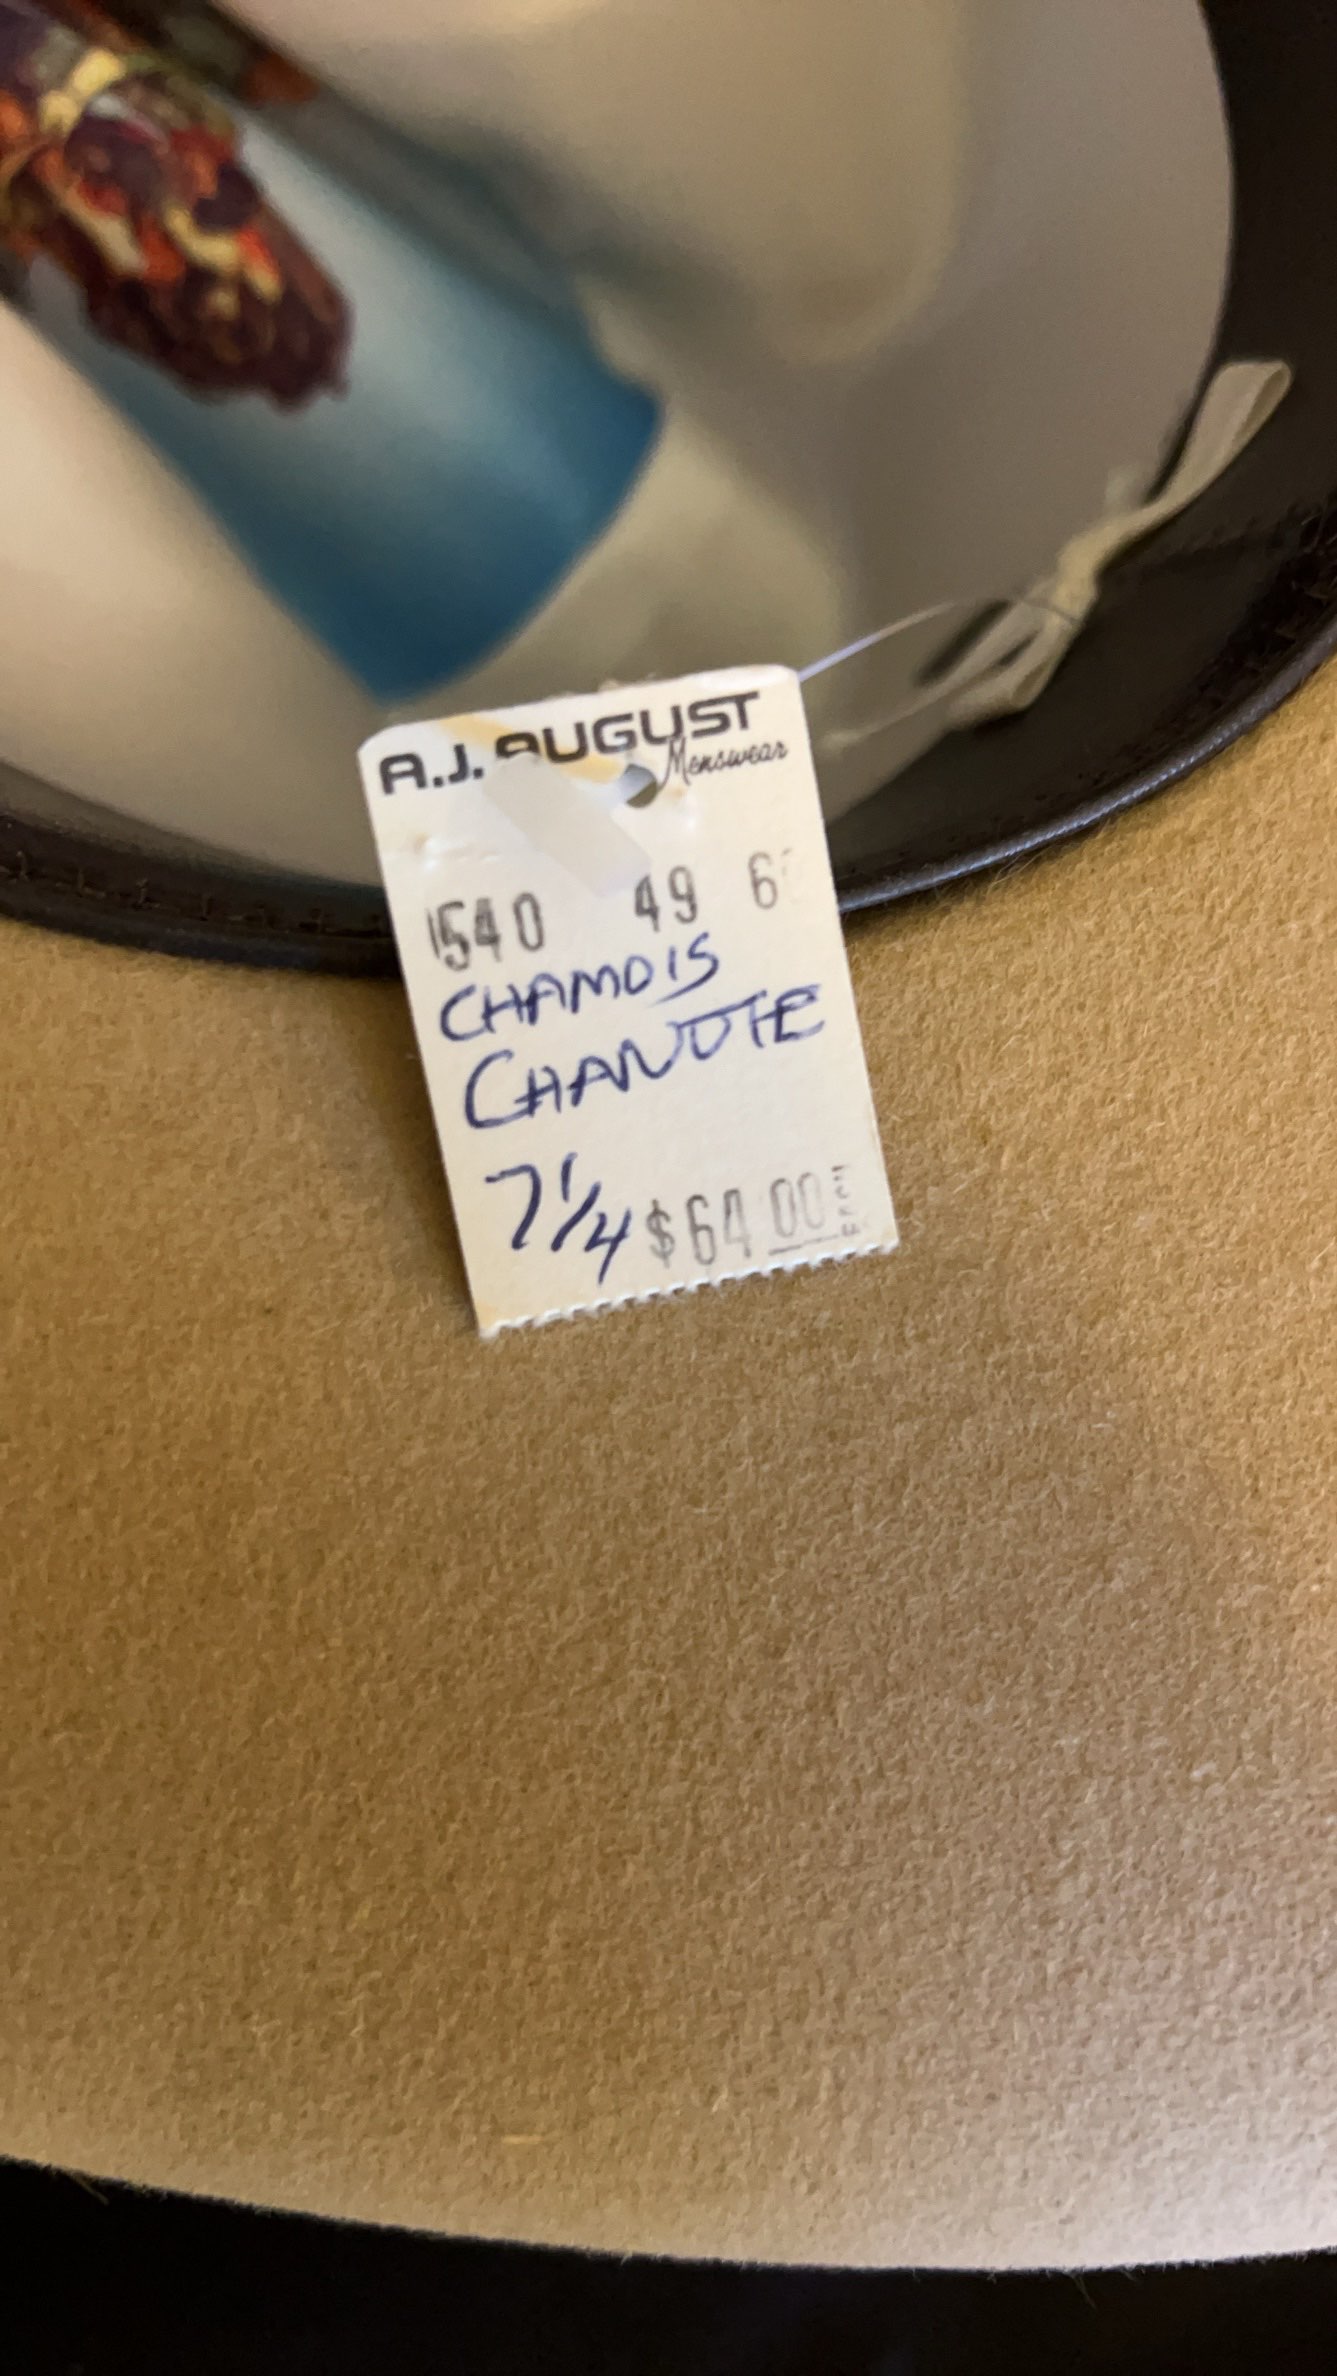 A.J. AUGUST
Menswear
1540 49
CHAMOIS
CHANUTE
7 1/4 $64.00